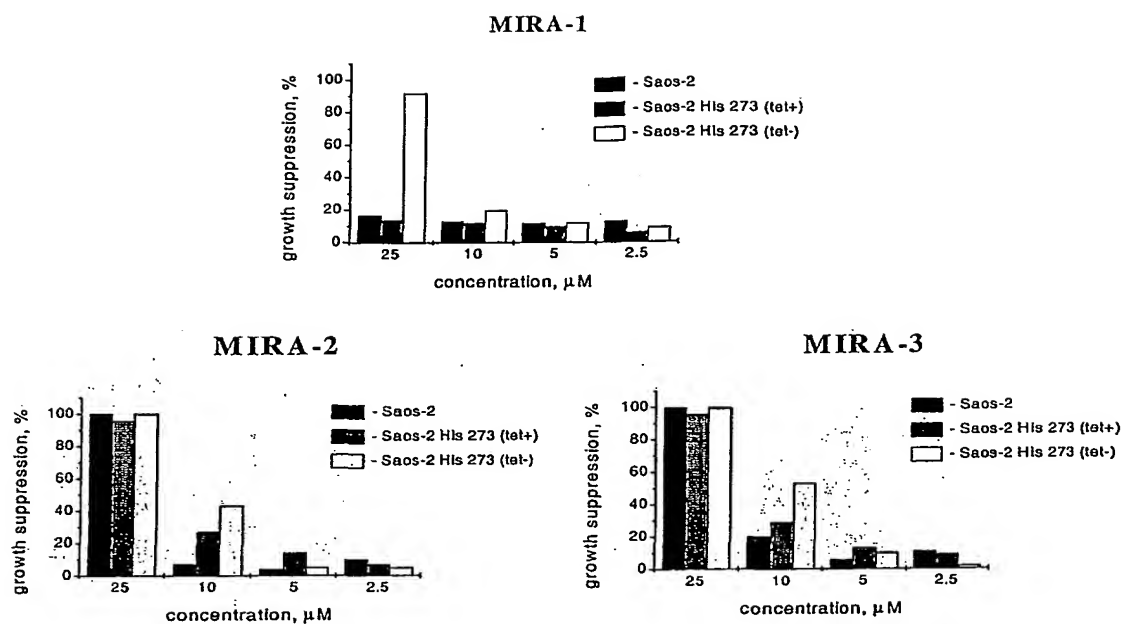 MIRA-1
growth suppression, %
100
80
60
40
20
0
25 10 5 2.5
concentration, µM
- Saos-2
- Saos-2 His 273 (tet+)
- Saos-2 His 273 (tet-)
MIRA-2
growth suppression, %
100
80
60
40
20
0
25 10 5 2.5
concentration, µM
- Saos-2
- Saos-2 His 273 (tet+)
- Saos-2 His 273 (tet-)
MIRA-3
growth suppression, %
100
80
60
40
20
0
25 10 5 2.5
concentration, µM
- Saos-2
- Saos-2 His 273 (tet+)
- Saos-2 His 273 (tet-)